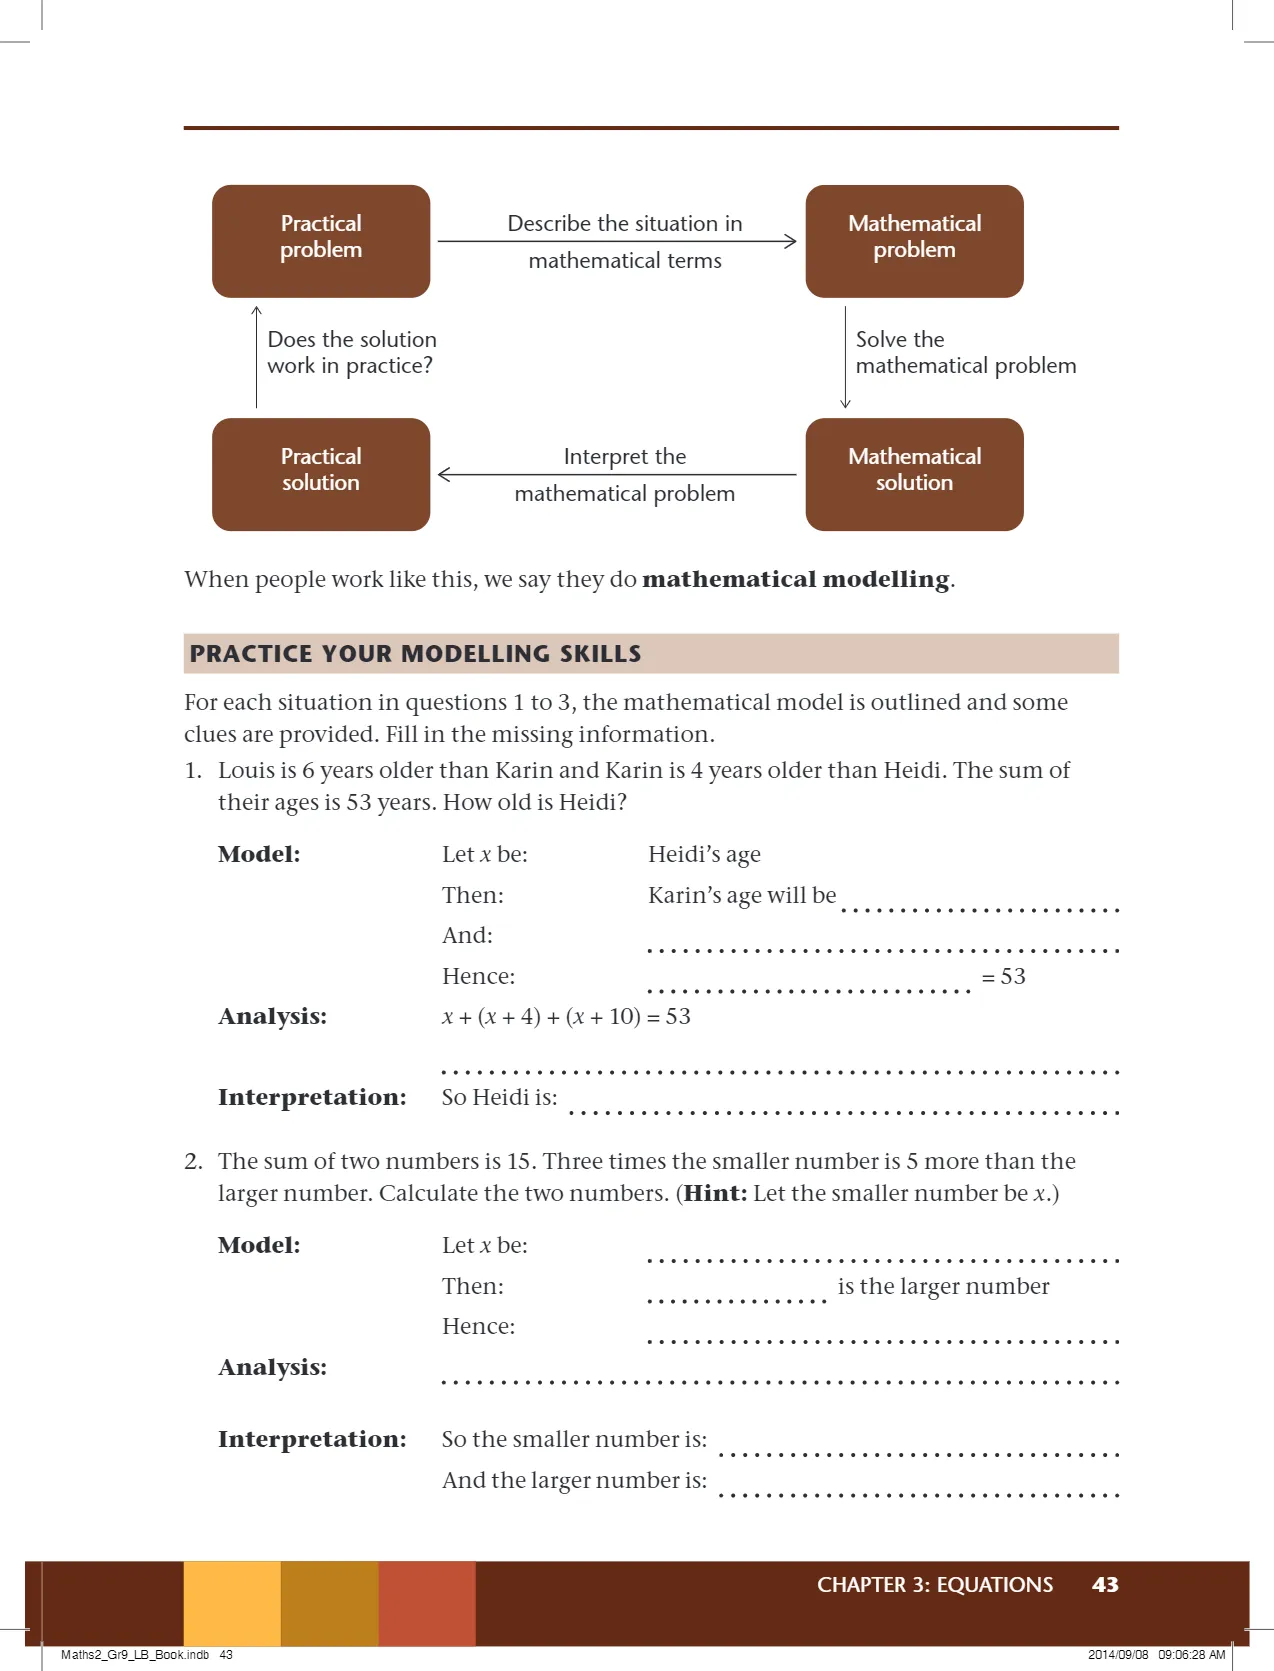 Practical
problem
Describe the situation in
mathematical terms
Mathematical
problem
Does the solution
work in practice?
Solve the
mathematical problem
Practical
solution
Interpret the
mathematical problem
Mathematical
solution
When people work like this, we say they do mathematical modelling.
PRACTICE YOUR MODELLING SKILLS
For each situation in questions 1 to 3, the mathematical model is outlined and some
clues are provided. Fill in the missing information.
1. Louis is 6 years older than Karin and Karin is 4 years older than Heidi. The sum of
their ages is 53 years. How old is Heidi?
Model: Let x be: Heidi’s age
Then: Karin’s age will be
And:
Hence: = 53
Analysis: x + (x + 4) + (x + 10) = 53
Interpretation: So Heidi is:
2. The sum of two numbers is 15. Three times the smaller number is 5 more than the
larger number. Calculate the two numbers. (Hint: Let the smaller number be x.)
Model: Let x be:
Then: is the larger number
Hence:
Analysis:
Interpretation: So the smaller number is:
And the larger number is:
CHAPTER 3: EQUATIONS 43
Maths2_Gr9_LB_Book.indb 43 2014/09/08 09:06:28 AM